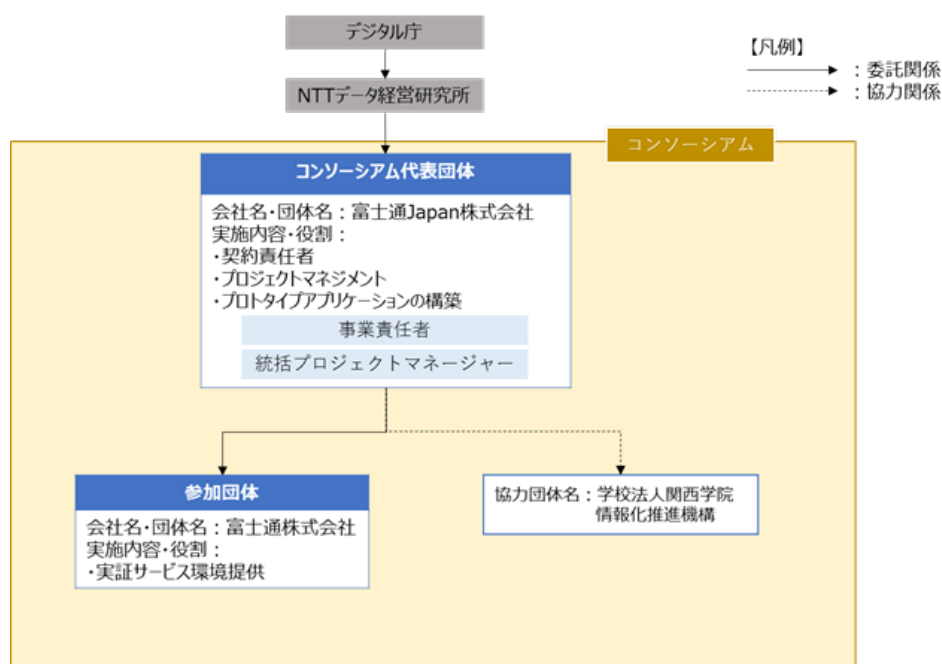 デジタル庁
【凡例】
：委託関係
：協力関係
NTTデータ経営研究所
コンソーシアム
コンソーシアム代表団体
会社名・団体名：富士通Japan株式会社
実施内容・役割：
・契約責任者
・プロジェクトマネジメント
・プロトタイプアプリケーションの構築
事業責任者
統括プロジェクトマネージャー
参加団体
会社名・団体名：富士通株式会社
実施内容・役割：
・実証サービス環境提供
協力団体名：学校法人関西学院
情報化推進機構